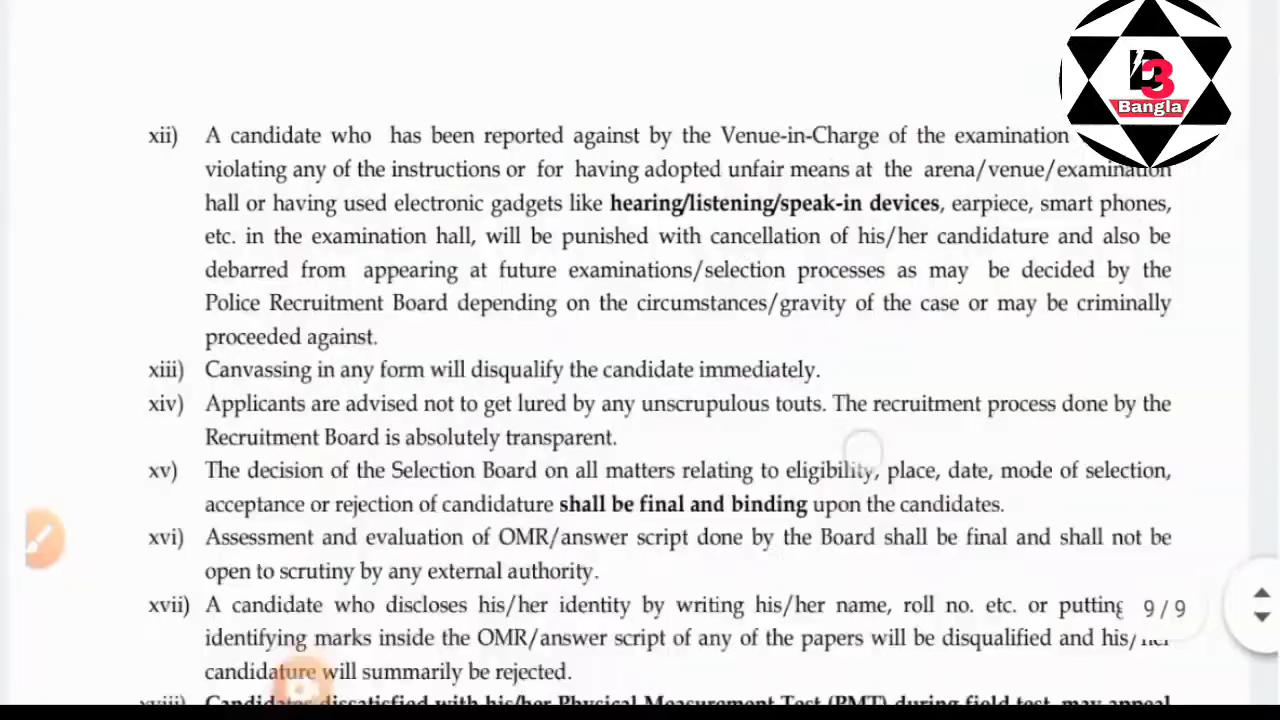 D3
Bangla
xii) A candidate who has been reported against by the Venue-in-Charge of the examination
violating any of the instructions or for having adopted unfair means at the arena/venue/examination
hall or having used electronic gadgets like hearing/listening/speak-in devices, earpiece, smart phones,
etc. in the examination hall, will be punished with cancellation of his/her candidature and also be
debarred from appearing at future examinations/selection processes as may be decided by the
Police Recruitment Board depending on the circumstances/gravity of the case or may be criminally
proceeded against.
xiii) Canvassing in any form will disqualify the candidate immediately.
xiv) Applicants are advised not to get lured by any unscrupulous touts. The recruitment process done by the
Recruitment Board is absolutely transparent.
xv) The decision of the Selection Board on all matters relating to eligibility, place, date, mode of selection,
acceptance or rejection of candidature shall be final and binding upon the candidates.
xvi) Assessment and evaluation of OMR/answer script done by the Board shall be final and shall not be
open to scrutiny by any external authority.
xvii) A candidate who discloses his/her identity by writing his/her name, roll no. etc. or putting 9/9
identifying marks inside the OMR/answer script of any of the papers will be disqualified and his/her
candidature will summarily be rejected.
xviii) Candidates dissatisfied with his/her Physical Measurement Test (PMT) during field test, may appeal